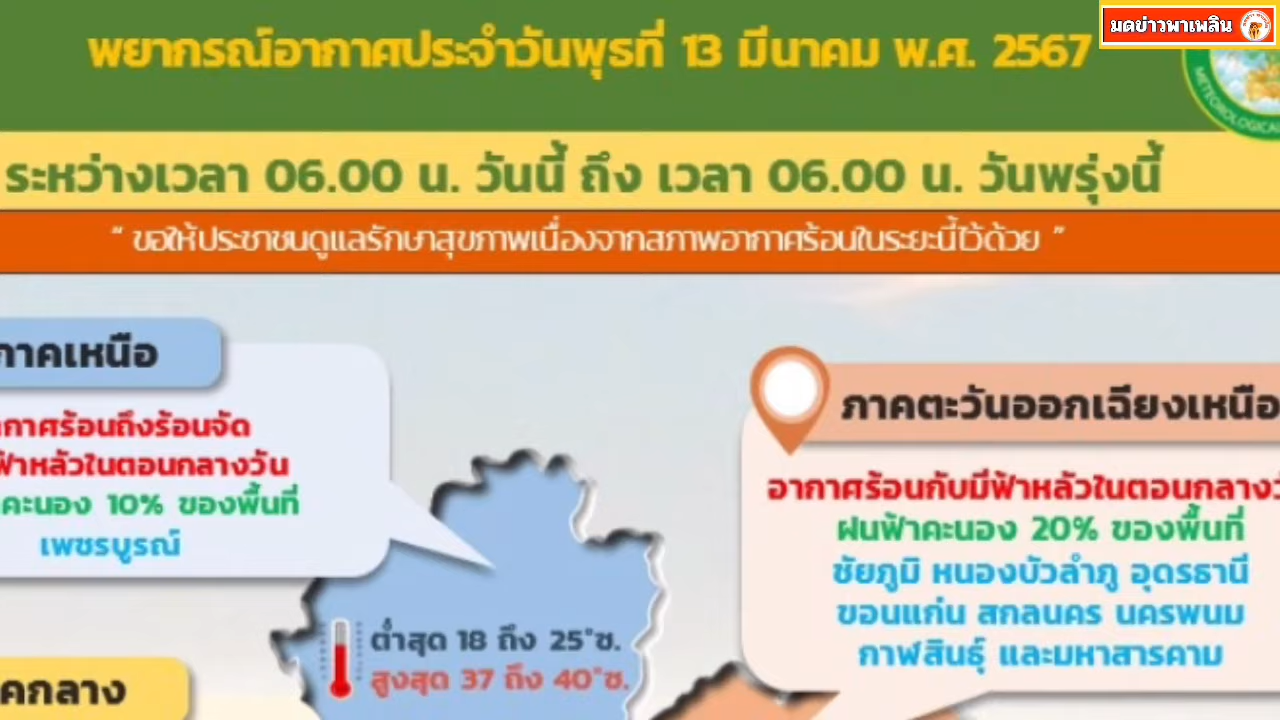 มดข่าวพาเพลิน
พยากรณ์อากาศประจำวันพุธที่ 13 มีนาคม พ.ศ. 2567
ระหว่างเวลา 06.00 น. วันนี้ ถึง เวลา 06.00 น. วันพรุ่งนี้
“ ขอให้ประชาชนดูแลรักษาสุขภาพเนื่องจากสภาพอากาศร้อนในระยะนี้ไว้ด้วย ”
ภาคเหนือ
อากาศร้อนถึงร้อนจัด
ฟ้าหลัวในตอนกลางวัน
คะนอง 10% ของพื้นที่
เพชรบูรณ์
ภาคตะวันออกเฉียงเหนือ
อากาศร้อนกับมีฟ้าหลัวในตอนกลางวัน
ฝนฟ้าคะนอง 20% ของพื้นที่
ชัยภูมิ หนองบัวลำภู อุดรธานี
ขอนแก่น สกลนคร นครพนม
กาฬสินธุ์ และมหาสารคาม
ต่ำสุด 18 ถึง 25°ซ.
สูงสุด 37 ถึง 40°ซ.
คกลาง